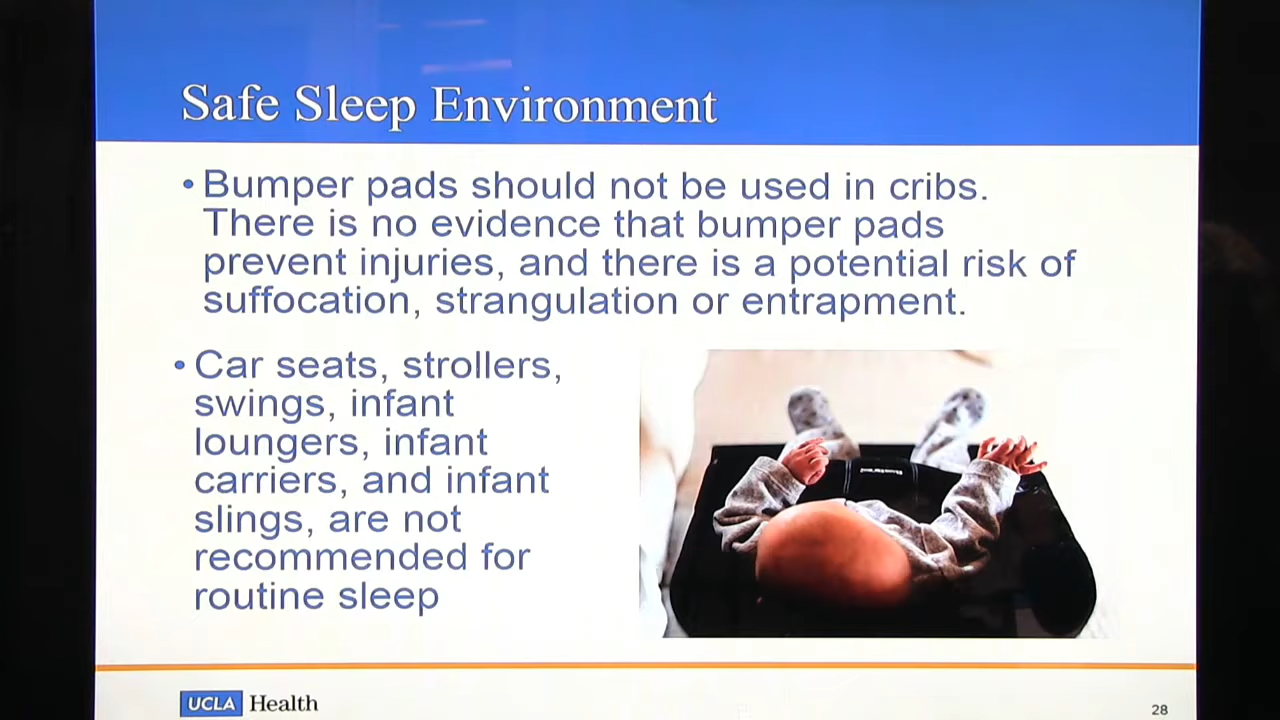 Safe Sleep Environment
• Bumper pads should not be used in cribs.
There is no evidence that bumper pads
prevent injuries, and there is a potential risk of
suffocation, strangulation or entrapment.
• Car seats, strollers,
swings, infant
loungers, infant
carriers, and infant
slings, are not
recommended for
routine sleep
UCLA Health
28